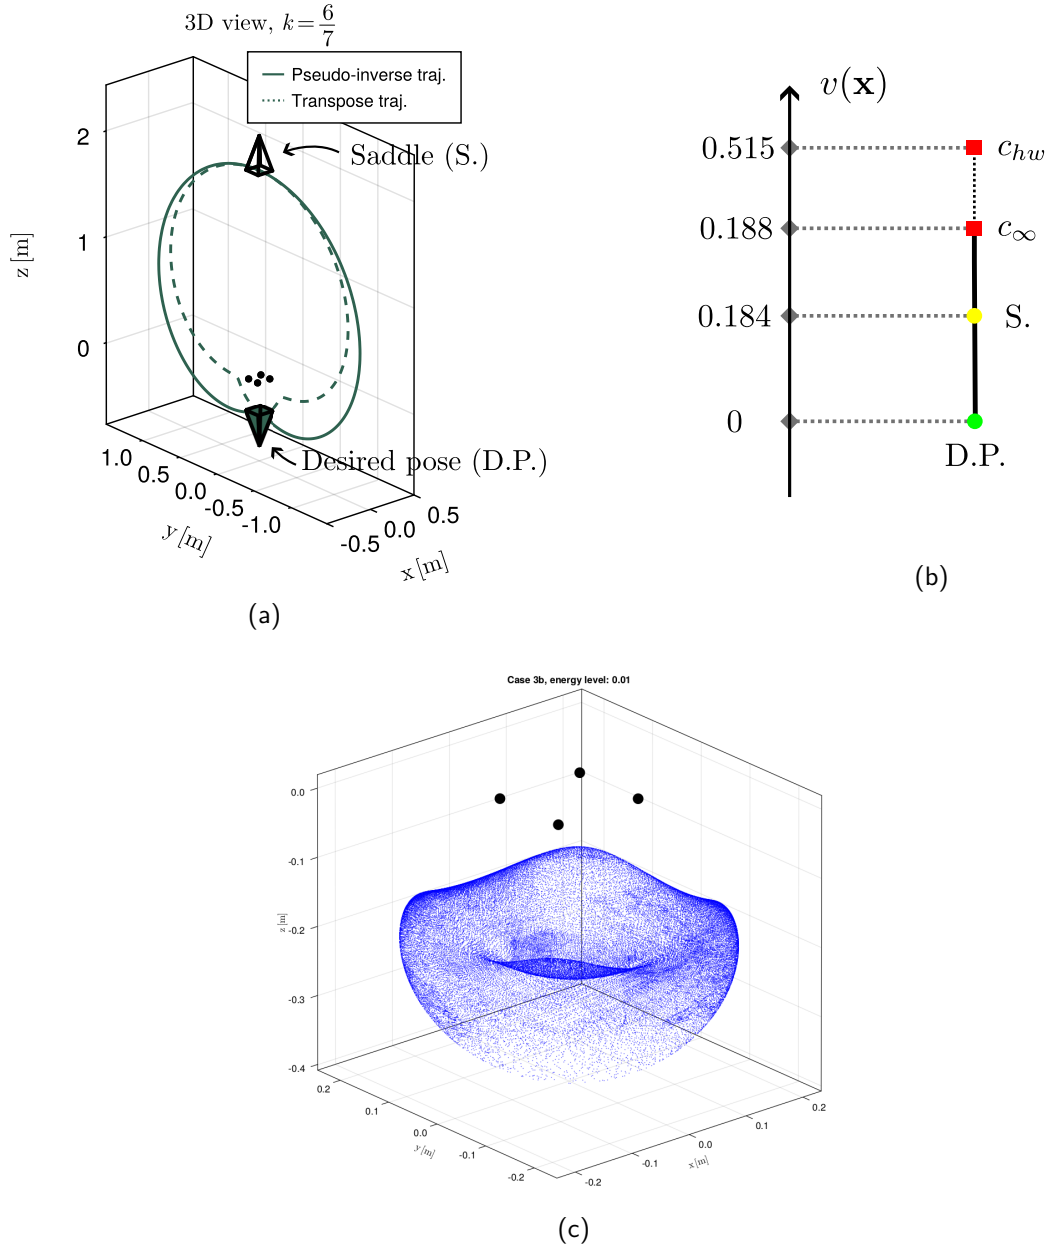 3D view, k = 6/7
Pseudo-inverse traj.
Transpose traj.
Saddle (S.)
2
1
0
z [m]
Desired pose (D.P.)
1.0
0.5
0.0
-0.5
-1.0
y [m]
-0.5
0.0
0.5
x [m]
(a)
v(x)
0.515
c_{hw}
0.188
c_∞
0.184
S.
0
D.P.
(b)
Case 3b, energy level: 0.01
0.0
-0.1
-0.2
-0.3
-0.4
z [m]
0.2
0.1
0.0
-0.1
-0.2
y [m]
-0.2
-0.1
0.0
0.1
0.2
x [m]
(c)